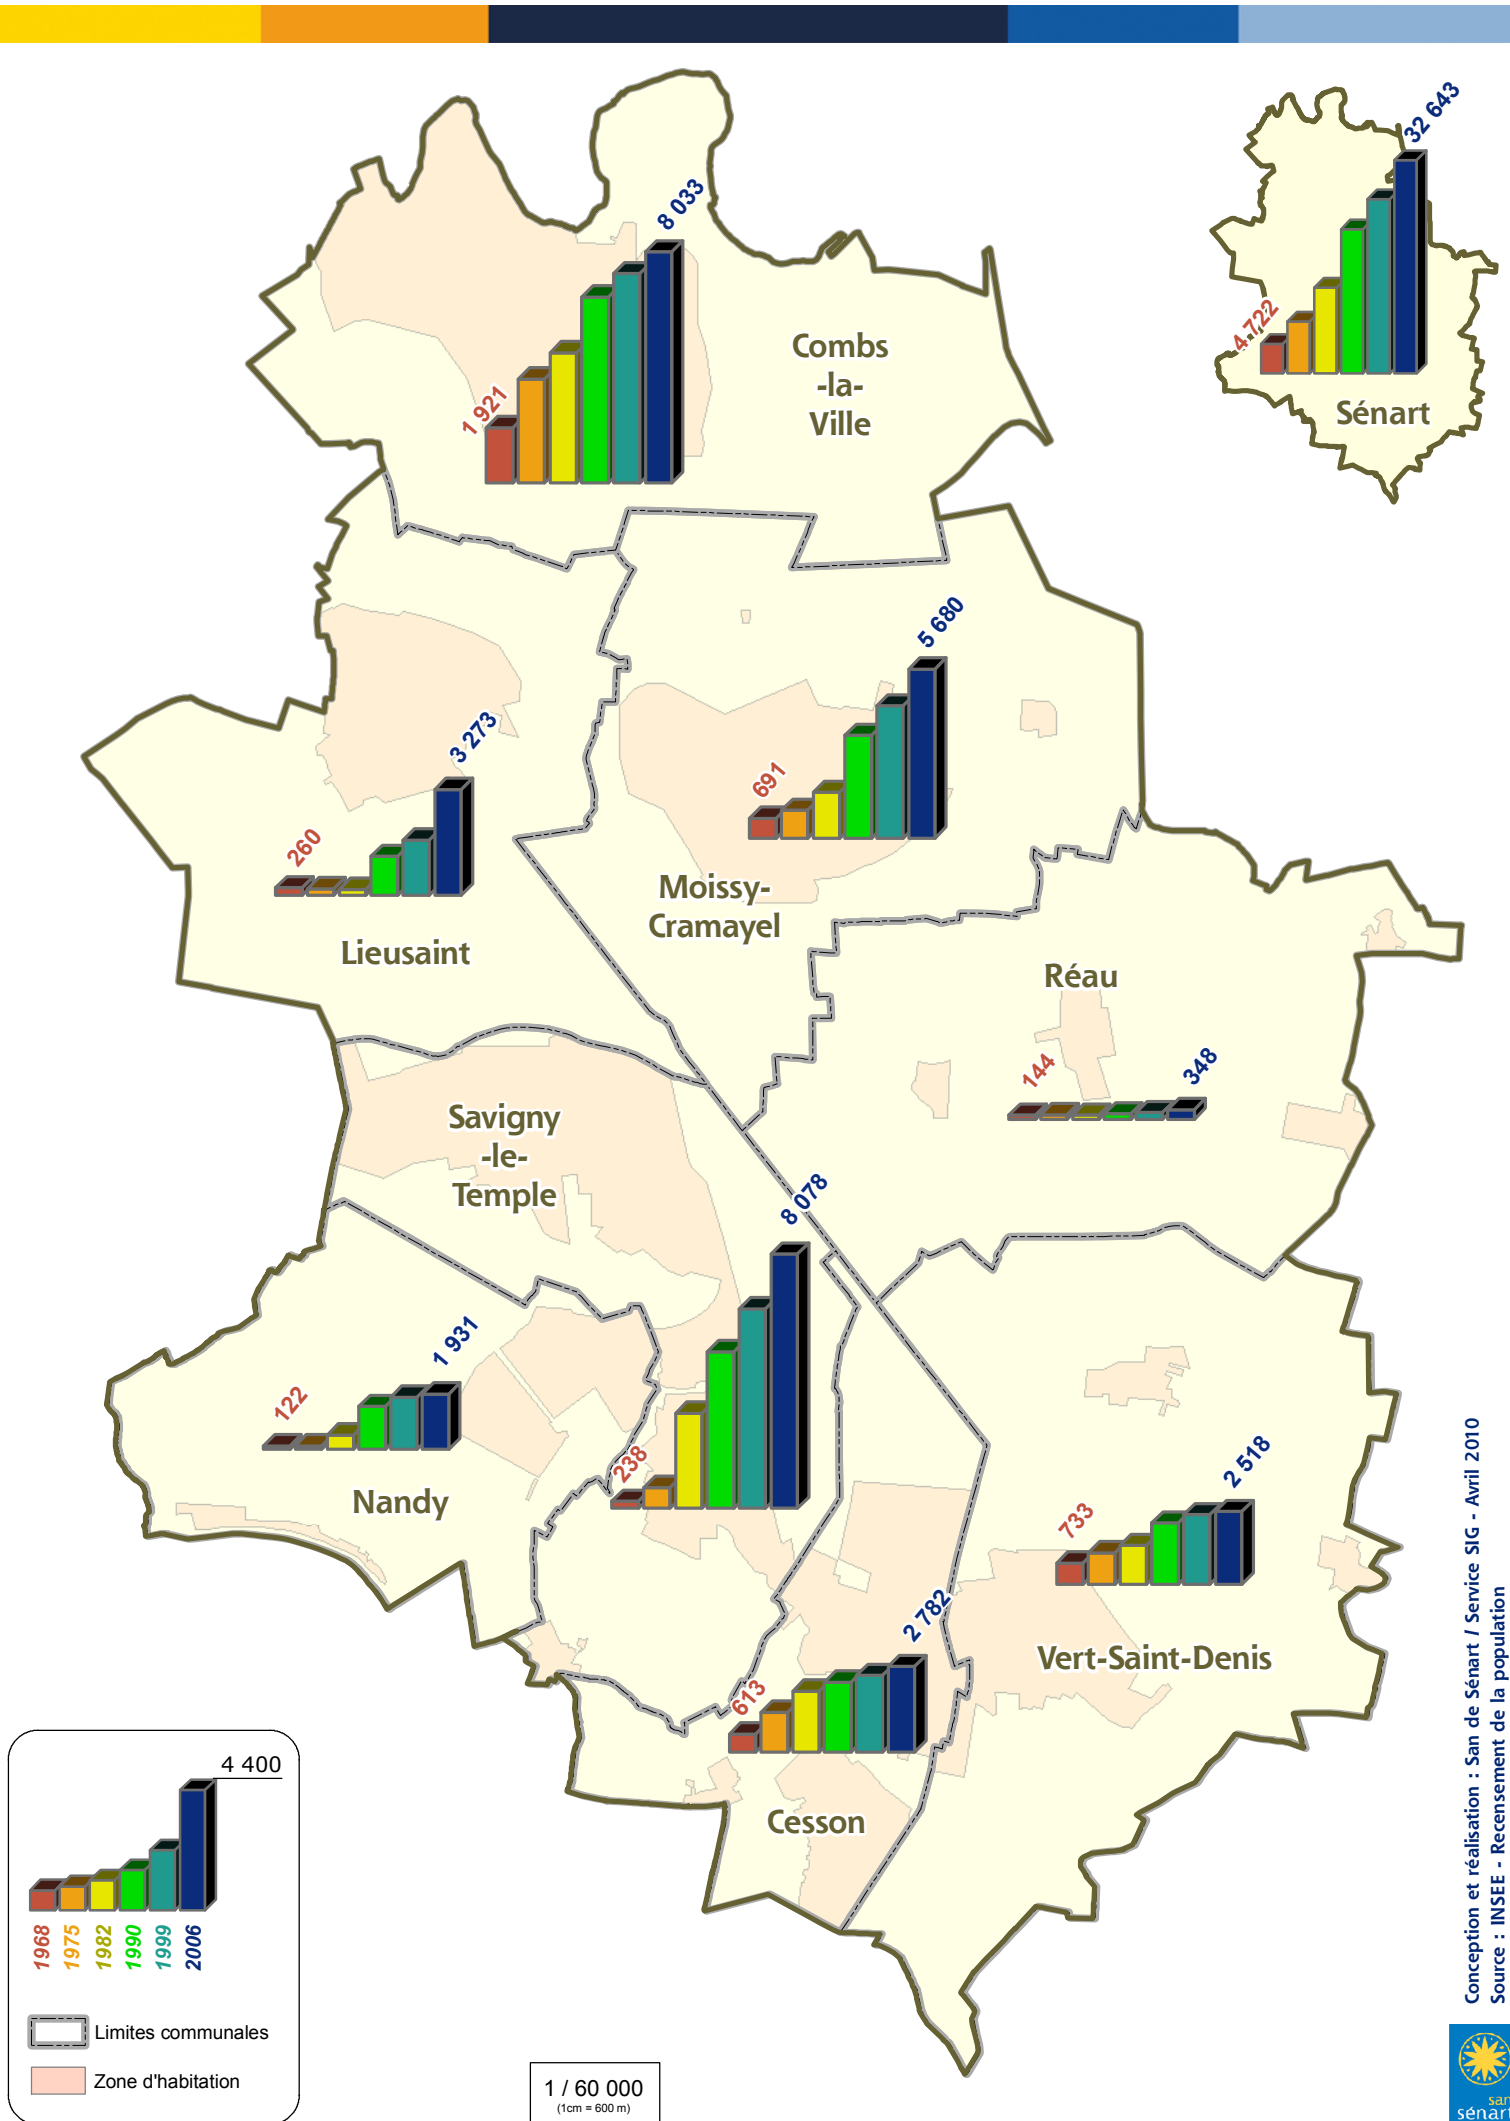 32 643
4 722
Sénart
8 033
1 921
Combs
-la-
Ville
5 680
691
Moissy-
Cramayel
3 273
260
Lieusaint
Réau
144
348
Savigny
-le-
Temple
8 078
238
1 931
122
Nandy
2 518
733
Vert-Saint-Denis
2 782
613
Cesson
4 400
1968
1975
1982
1990
1999
2006
Limites communales
Zone d'habitation
1 / 60 000
(1cm = 600 m)
Conception et réalisation : San de Sénart / Service SIG - Avril 2010
Source : INSEE - Recensement de la population
san
sénart